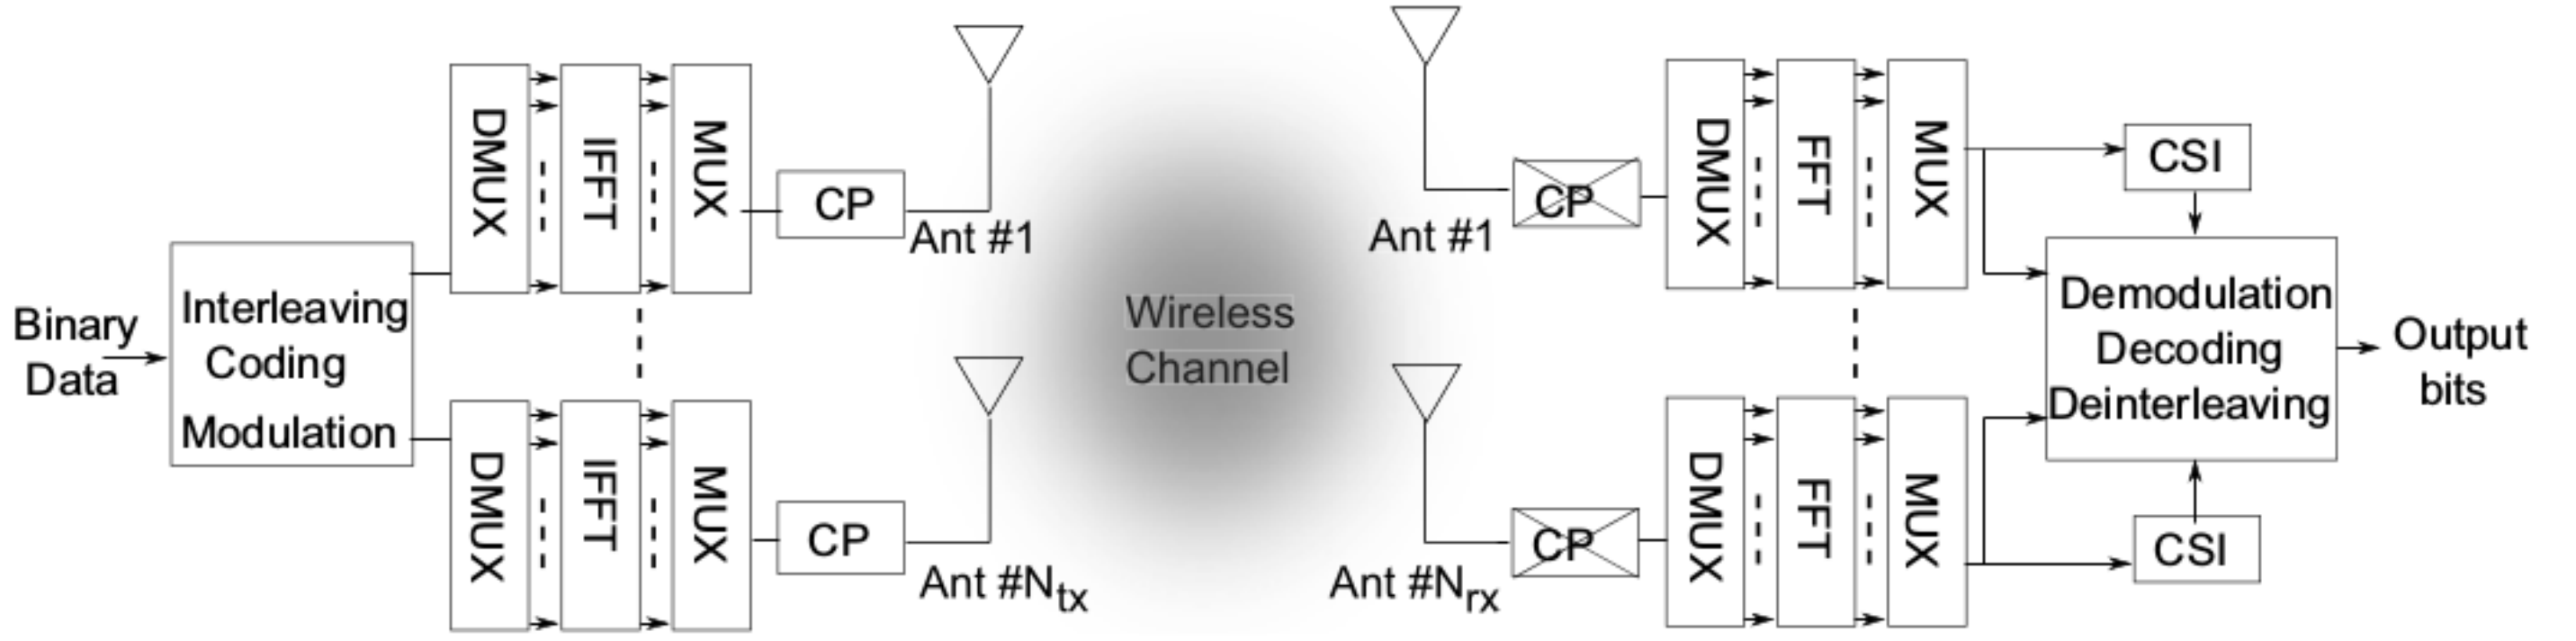 Binary
Data
Interleaving
Coding
Modulation
DMUX
IFFT
MUX
CP
Ant #1
DMUX
IFFT
MUX
CP
Ant #Ntx
Wireless
Channel
Ant #1
CP
DMUX
FFT
MUX
CSI
Ant #Nrx
CP
DMUX
FFT
MUX
CSI
Demodulation
Decoding
Deinterleaving
Output
bits